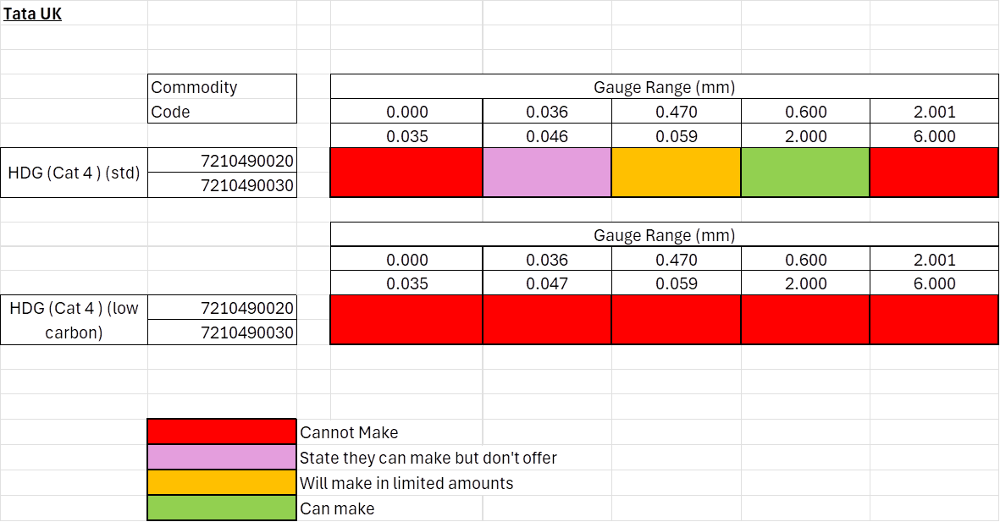 Tata UK
Commodity Code
Gauge Range (mm)
0.000 0.036 0.470 0.600 2.001
0.035 0.046 0.059 2.000 6.000
HDG (Cat 4 ) (std)
7210490020
7210490030
Gauge Range (mm)
0.000 0.036 0.470 0.600 2.001
0.035 0.047 0.059 2.000 6.000
HDG (Cat 4 ) (low carbon)
7210490020
7210490030
Cannot Make
State they can make but don't offer
Will make in limited amounts
Can make